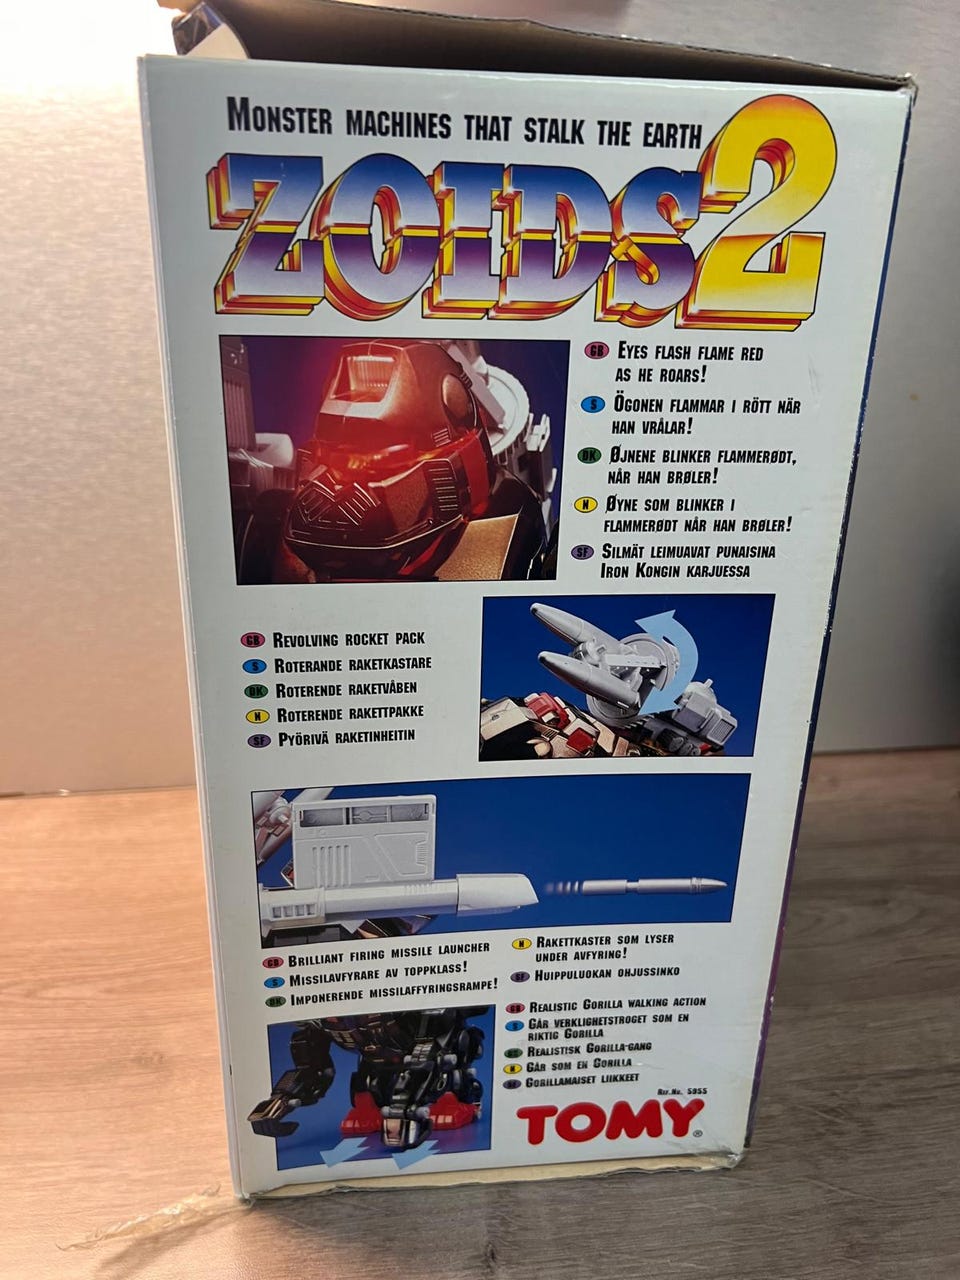 MONSTER MACHINES THAT STALK THE EARTH
ZOIDS2
GB EYES FLASH FLAME RED
AS HE ROARS!
S ÖGONEN FLAMMAR I RÖTT NÄR
HAN VRÅLAR!
DK ØJNENE BLINKER FLAMMERØDT,
NÅR HAN BRØLER!
N ØYNE SOM BLINKER I
FLAMMERØDT NÅR HAN BRØLER!
SF SILMÄT LEIMUAVAT PUNAISINA
IRON KONGIN KARJUESSA
GB REVOLVING ROCKET PACK
S ROTERANDE RAKETKASTARE
DK ROTERENDE RAKETVÅBEN
N ROTERENDE RAKETTPAKKE
SF PYÖRIVÄ RAKETINHEITIN
GB BRILLIANT FIRING MISSILE LAUNCHER
S MISSILAVFYRARE AV TOPPKLASS!
DK IMPONERENDE MISSILAFFYRINGSRAMPE!
N RAKETTKASTER SOM LYSER
UNDER AVFYRING!
SF HUIPPULUOKAN OHJUSSINKO
GB REALISTIC GORILLA WALKING ACTION
S GÅR VERKLIGHETSTROGET SOM EN
RIKTIG GORILLA
DK REALISTISK GORILLA-GANG
N GÅR SOM EN GORILLA
SF GORILLAMAISET LIIKKEET
REF.NO. 5955
TOMY®